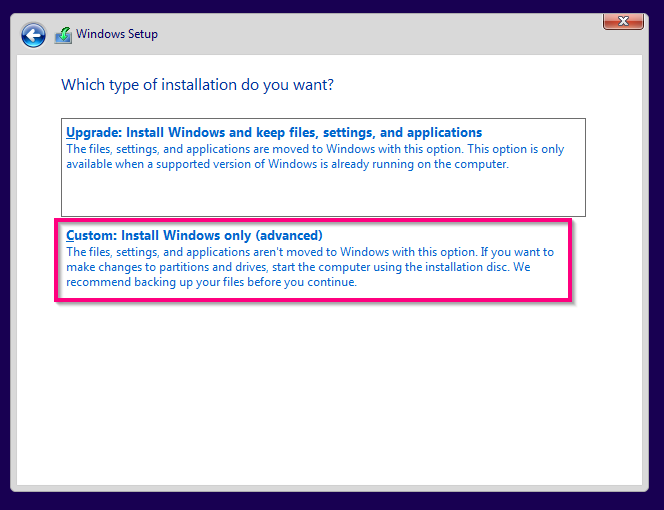 Windows Setup
Which type of installation do you want?
Upgrade: Install Windows and keep files, settings, and applications
The files, settings, and applications are moved to Windows with this option. This option is only
available when a supported version of Windows is already running on the computer.
Custom: Install Windows only (advanced)
The files, settings, and applications aren't moved to Windows with this option. If you want to
make changes to partitions and drives, start the computer using the installation disc. We
recommend backing up your files before you continue.